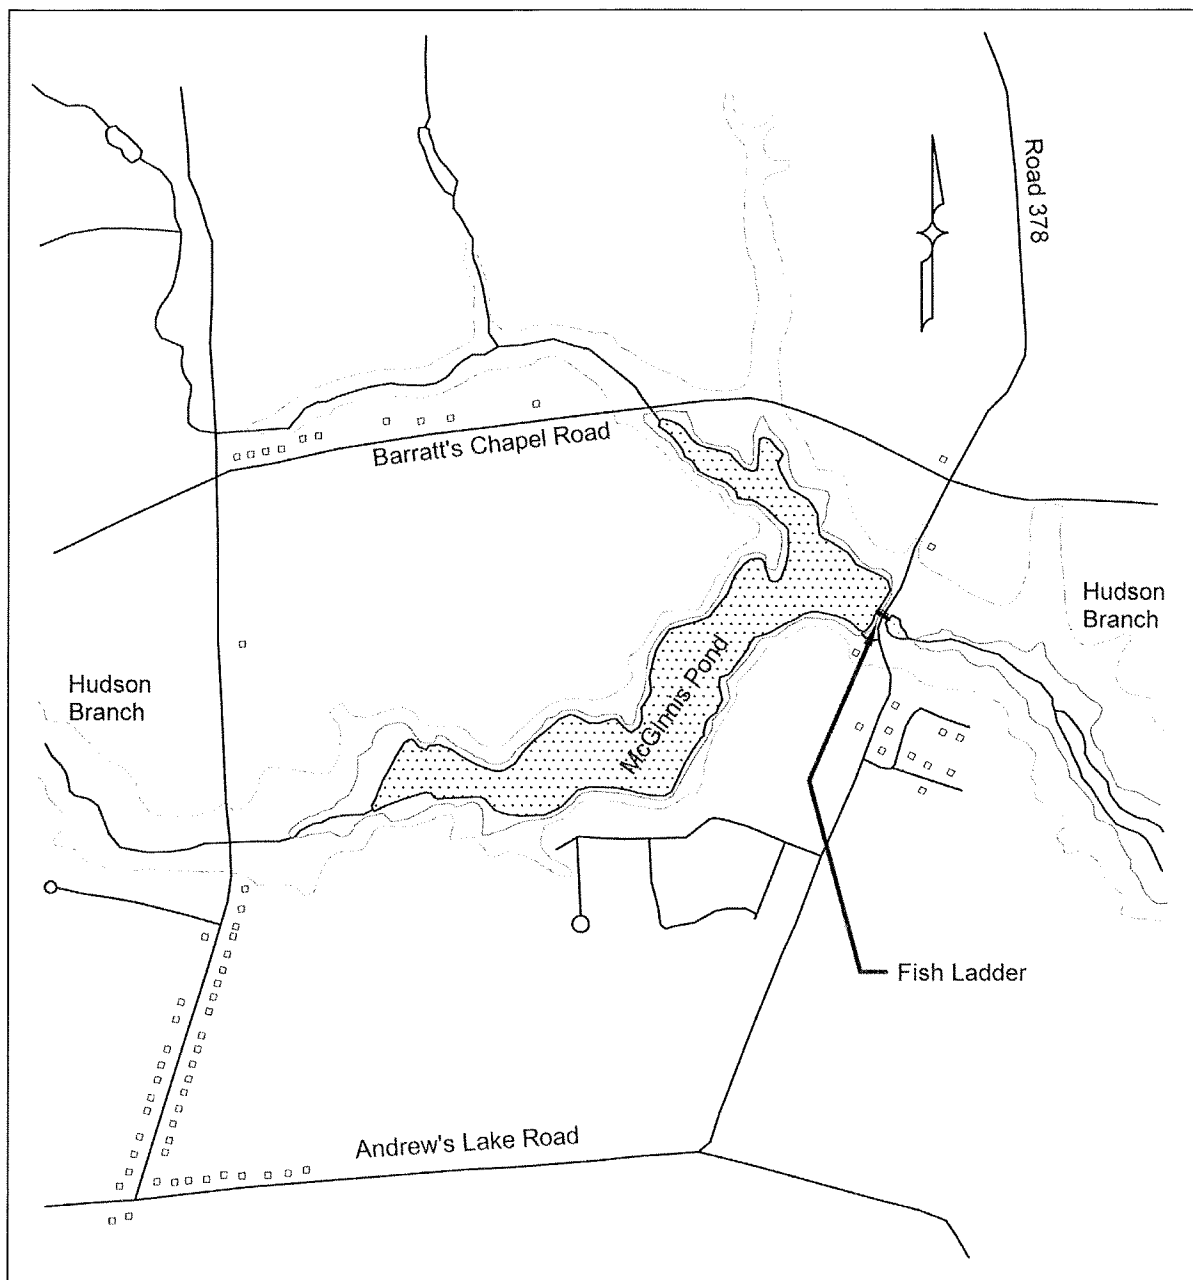 Road 378
Barratt's Chapel Road
Hudson
Branch
Hudson
Branch
McGinnis Pond
Fish Ladder
Andrew's Lake Road